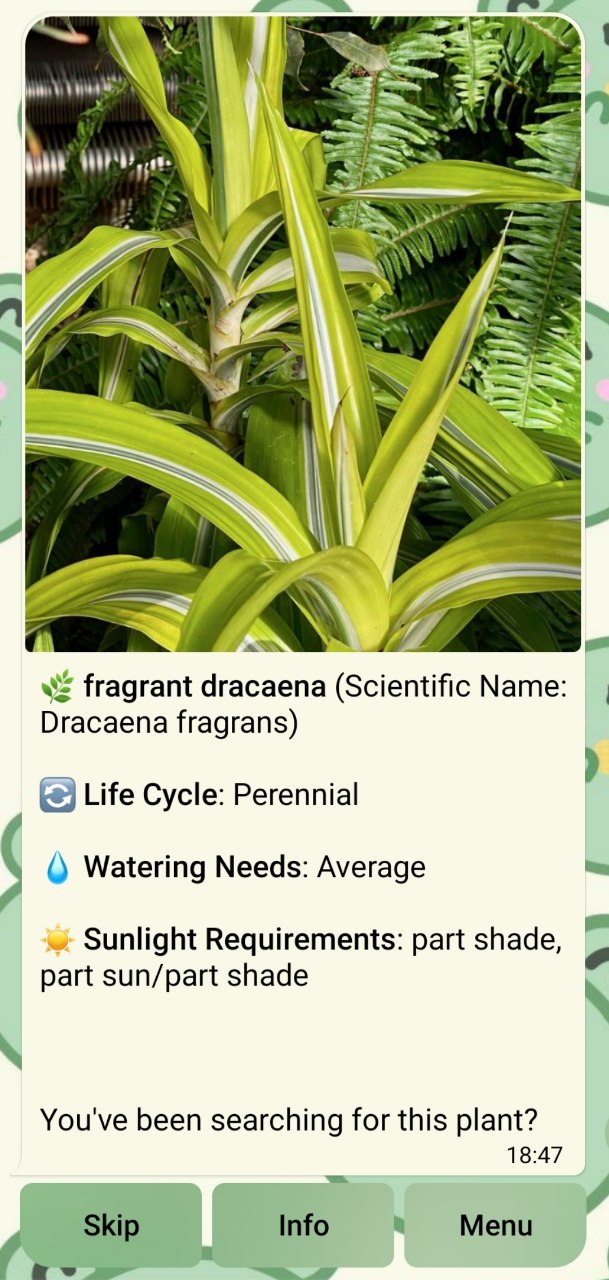 🌿 fragrant dracaena (Scientific Name:
Dracaena fragrans)
🔄 Life Cycle: Perennial
💧 Watering Needs: Average
☀️ Sunlight Requirements: part shade,
part sun/part shade
You've been searching for this plant?
18:47
Skip
Info
Menu